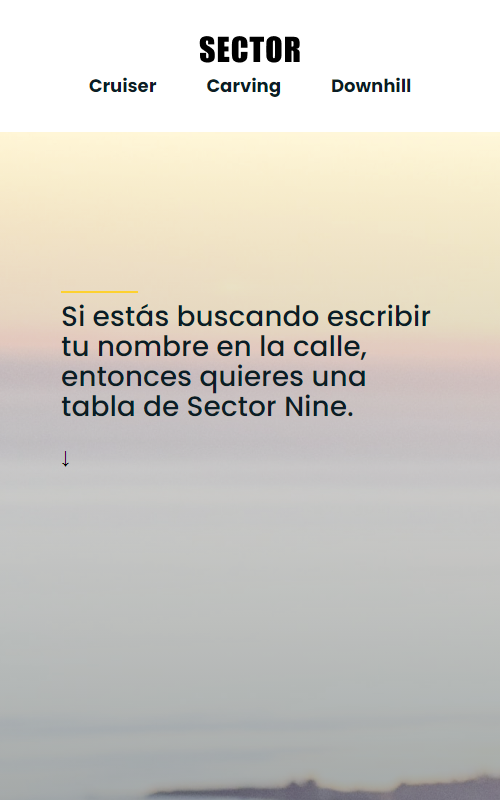 SECTOR
Cruiser Carving Downhill
Si estás buscando escribir
tu nombre en la calle,
entonces quieres una
tabla de Sector Nine.
↓